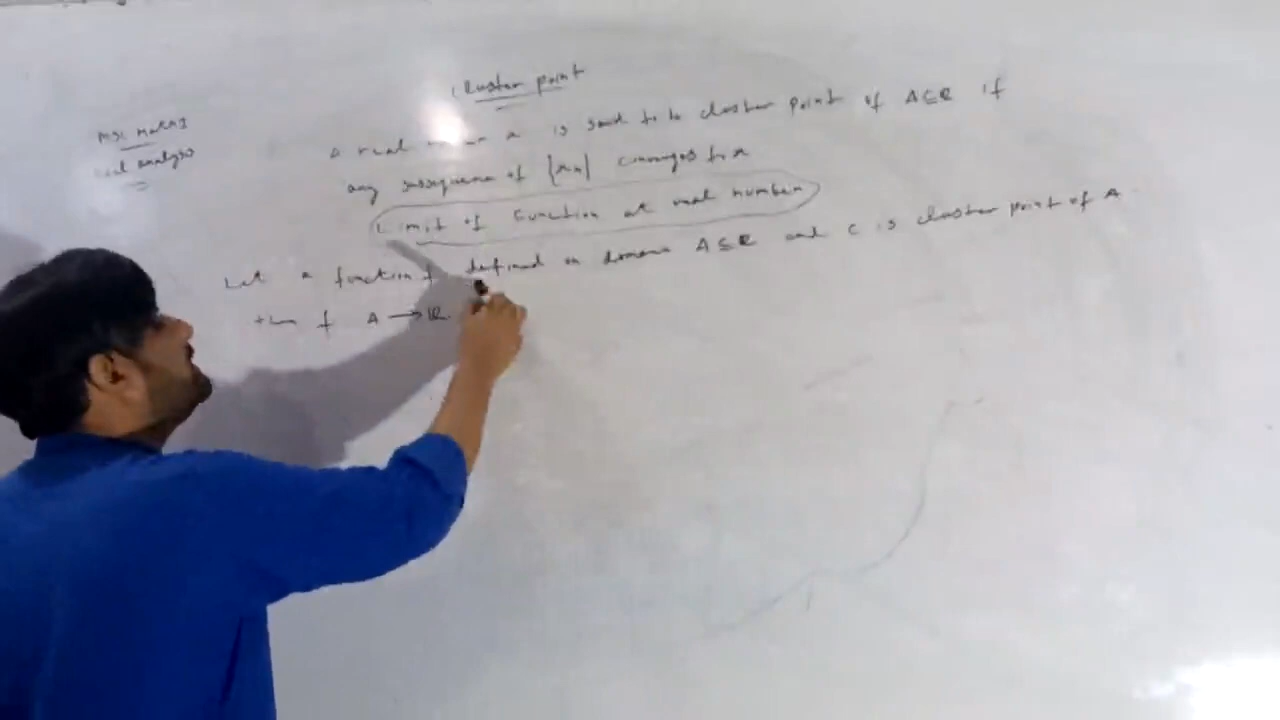 Cluster point
MSC Maths
Real analysis
A real number x is said to be cluster point of A⊆R if
any subsequence of {xn} converges to x
Limit of function at real number
Let a function f defined on domain A⊆R and c is cluster point of A.
then f A → R